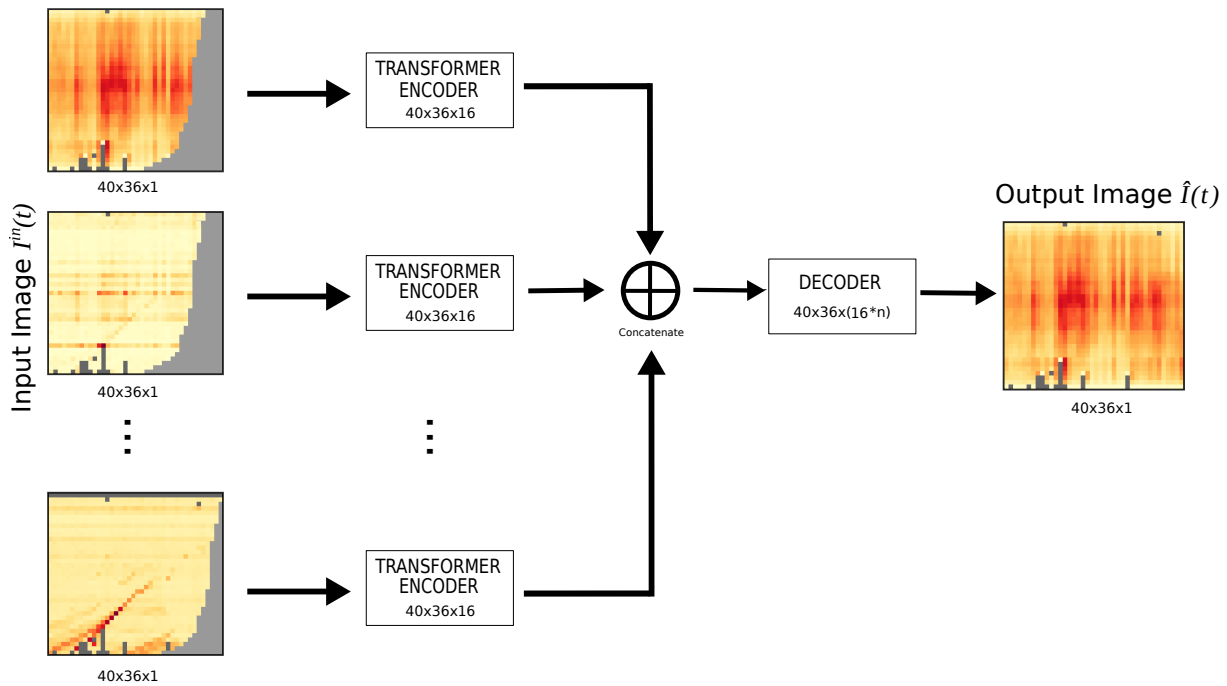 Input Image I^in(t)
40x36x1
TRANSFORMER
ENCODER
40x36x16
40x36x1
TRANSFORMER
ENCODER
40x36x16
40x36x1
TRANSFORMER
ENCODER
40x36x16
Concatenate
DECODER
40x36x(16*n)
Output Image Î(t)
40x36x1